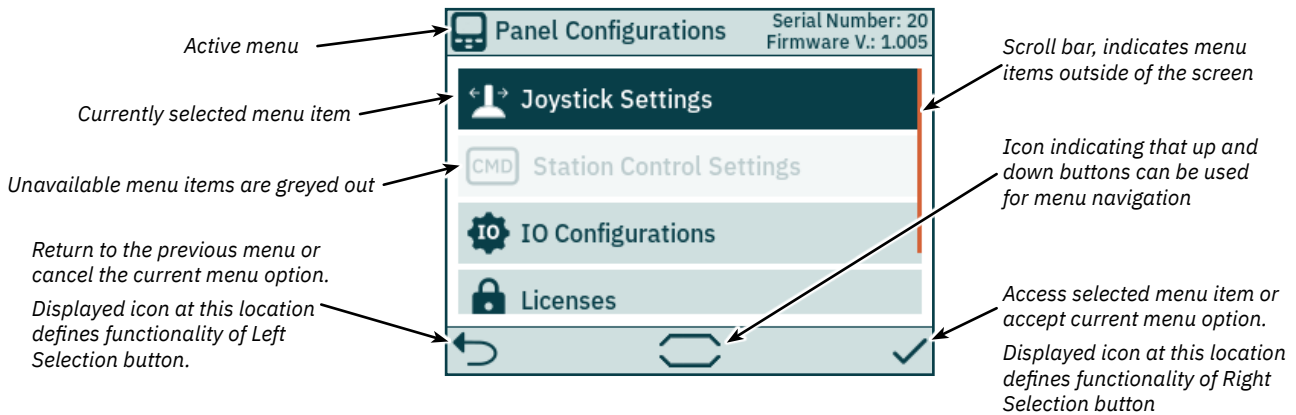 Active menu
Currently selected menu item
Unavailable menu items are greyed out
Return to the previous menu or
cancel the current menu option.
Displayed icon at this location
defines functionality of Left
Selection button.
Panel Configurations
Serial Number: 20
Firmware V.: 1.005
Joystick Settings
CMD
Station Control Settings
IO
IO Configurations
Licenses
Scroll bar, indicates menu
items outside of the screen
Icon indicating that up and
down buttons can be used
for menu navigation
Access selected menu item or
accept current menu option.
Displayed icon at this location
defines functionality of Right
Selection button